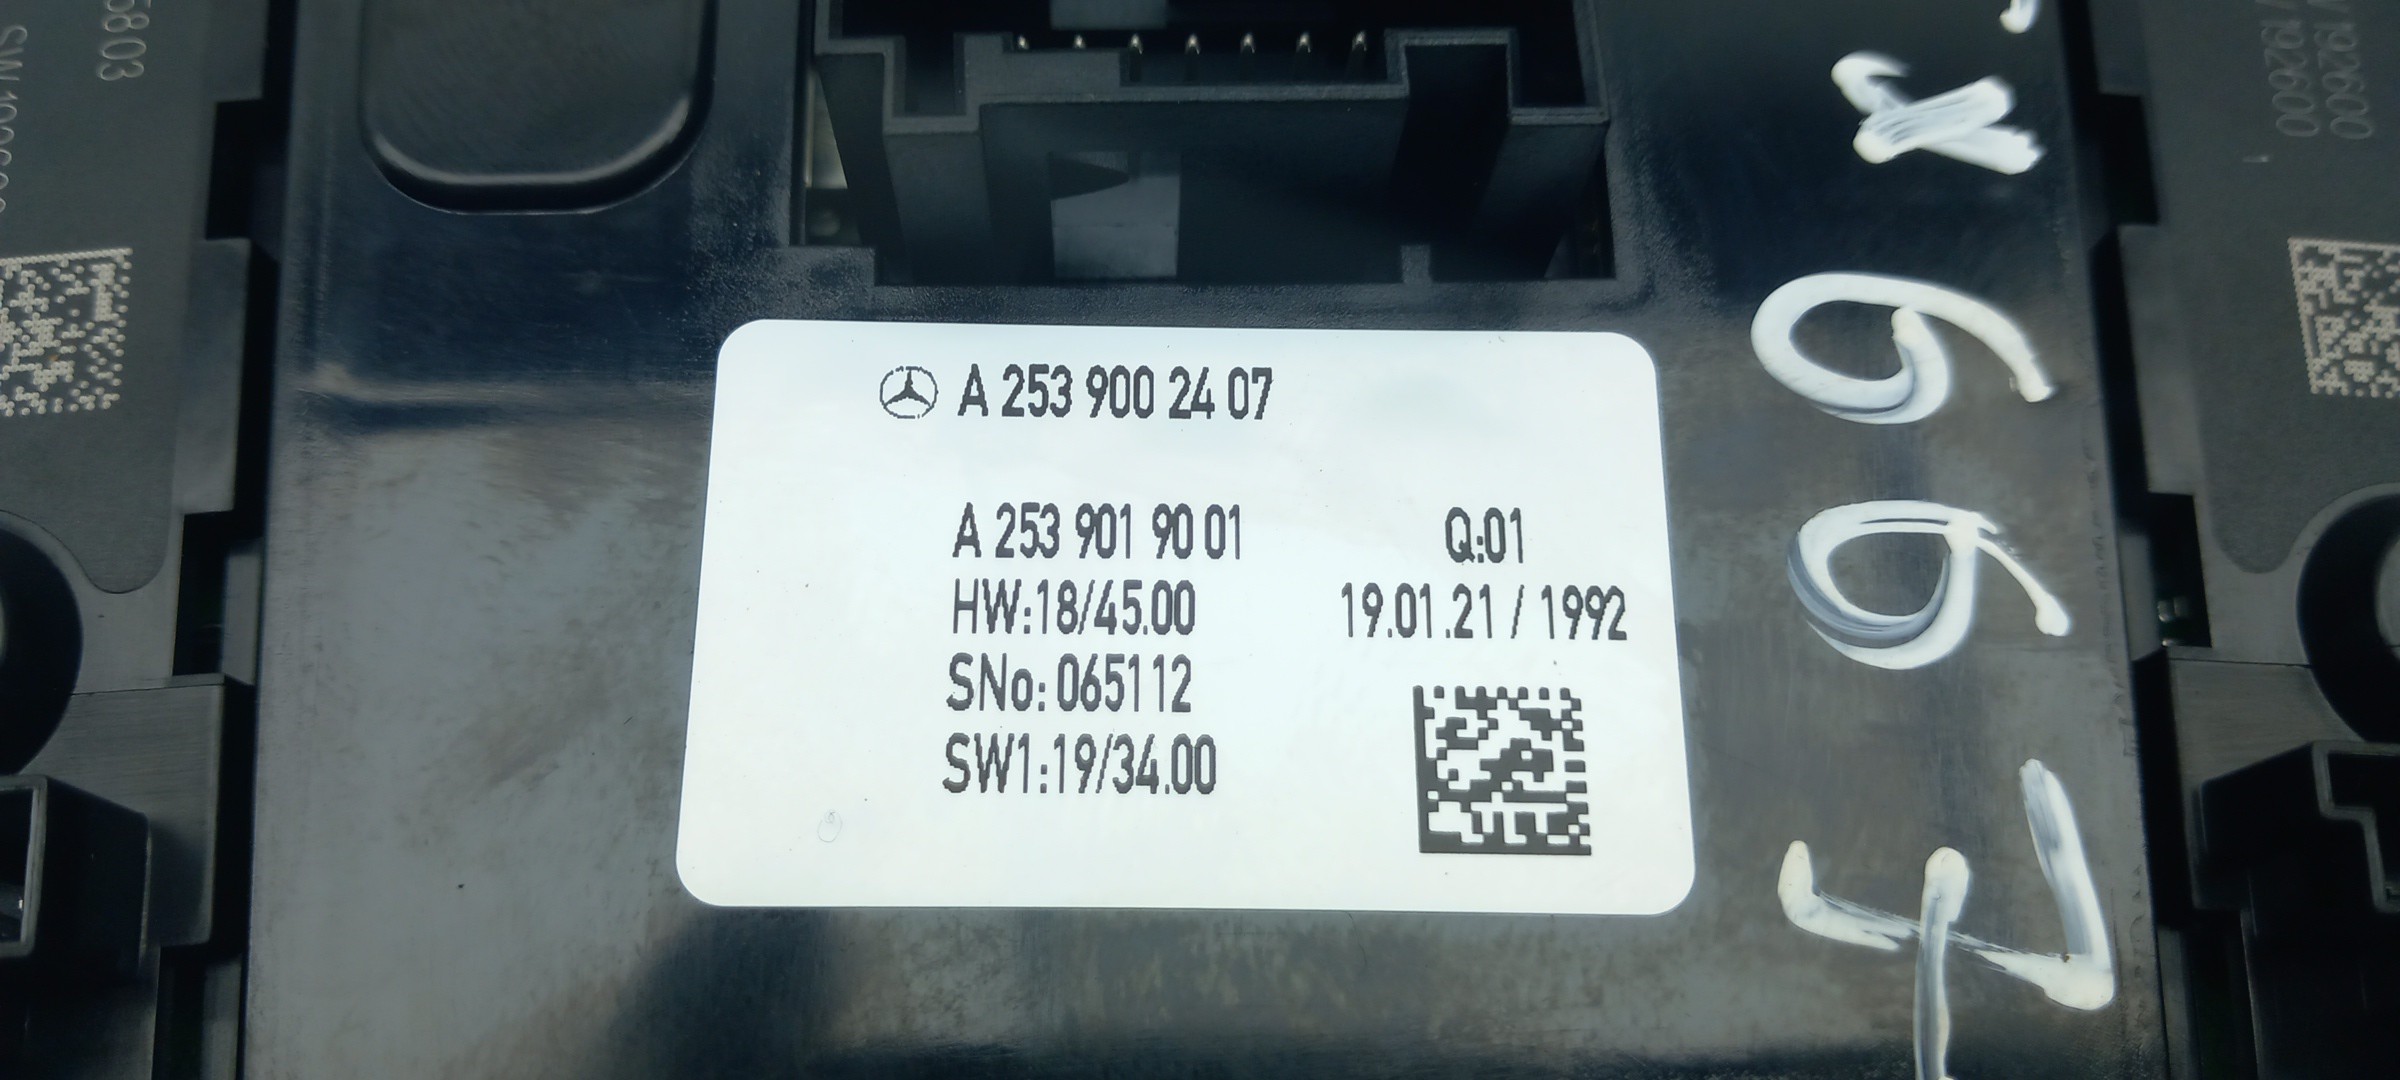 A 253 900 24 07
A 253 901 90 01
Q:01
HW:18/45.00
19.01.21 / 1992
SNo: 065112
SW1:19/34.00